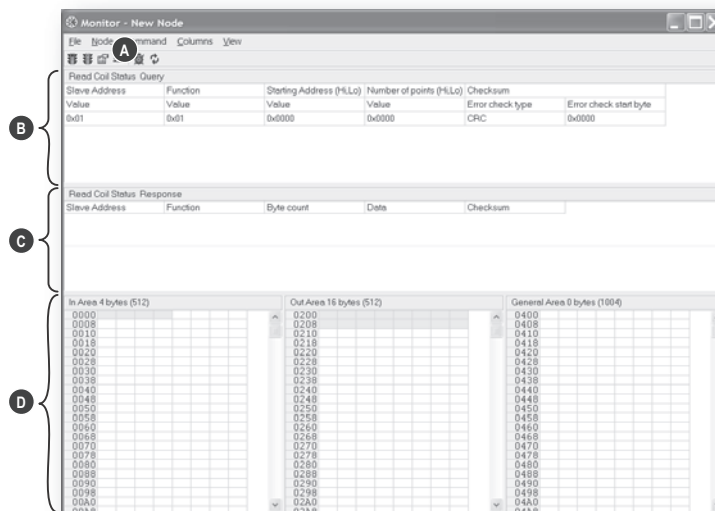 Monitor - New Node
File Node Command Columns View
A
Read Coil Status Query
Slave Address Function Starting Address (Hi,Lo) Number of points (Hi,Lo) Checksum
Value Value Value Value Error check type Error check start byte
0x01 0x01 0x0000 0x0000 CRC 0x0000
B
Read Coil Status Response
Slave Address Function Byte count Data Checksum
C
In Area 4 bytes (512) Out Area 16 bytes (512) General Area 0 bytes (1004)
0000 0200 0400
0008 0208 0408
0010 0210 0410
0018 0218 0418
0020 0220 0420
0028 0228 0428
0030 0230 0430
0038 0238 0438
0040 0240 0440
0048 0248 0448
0050 0250 0450
0058 0258 0458
0060 0260 0460
0068 0268 0468
0070 0270 0470
0078 0278 0478
0080 0280 0480
0088 0288 0488
0090 0290 0490
0098 0298 0498
00A0 02A0 04A0
00A8 02A8 04A8
D